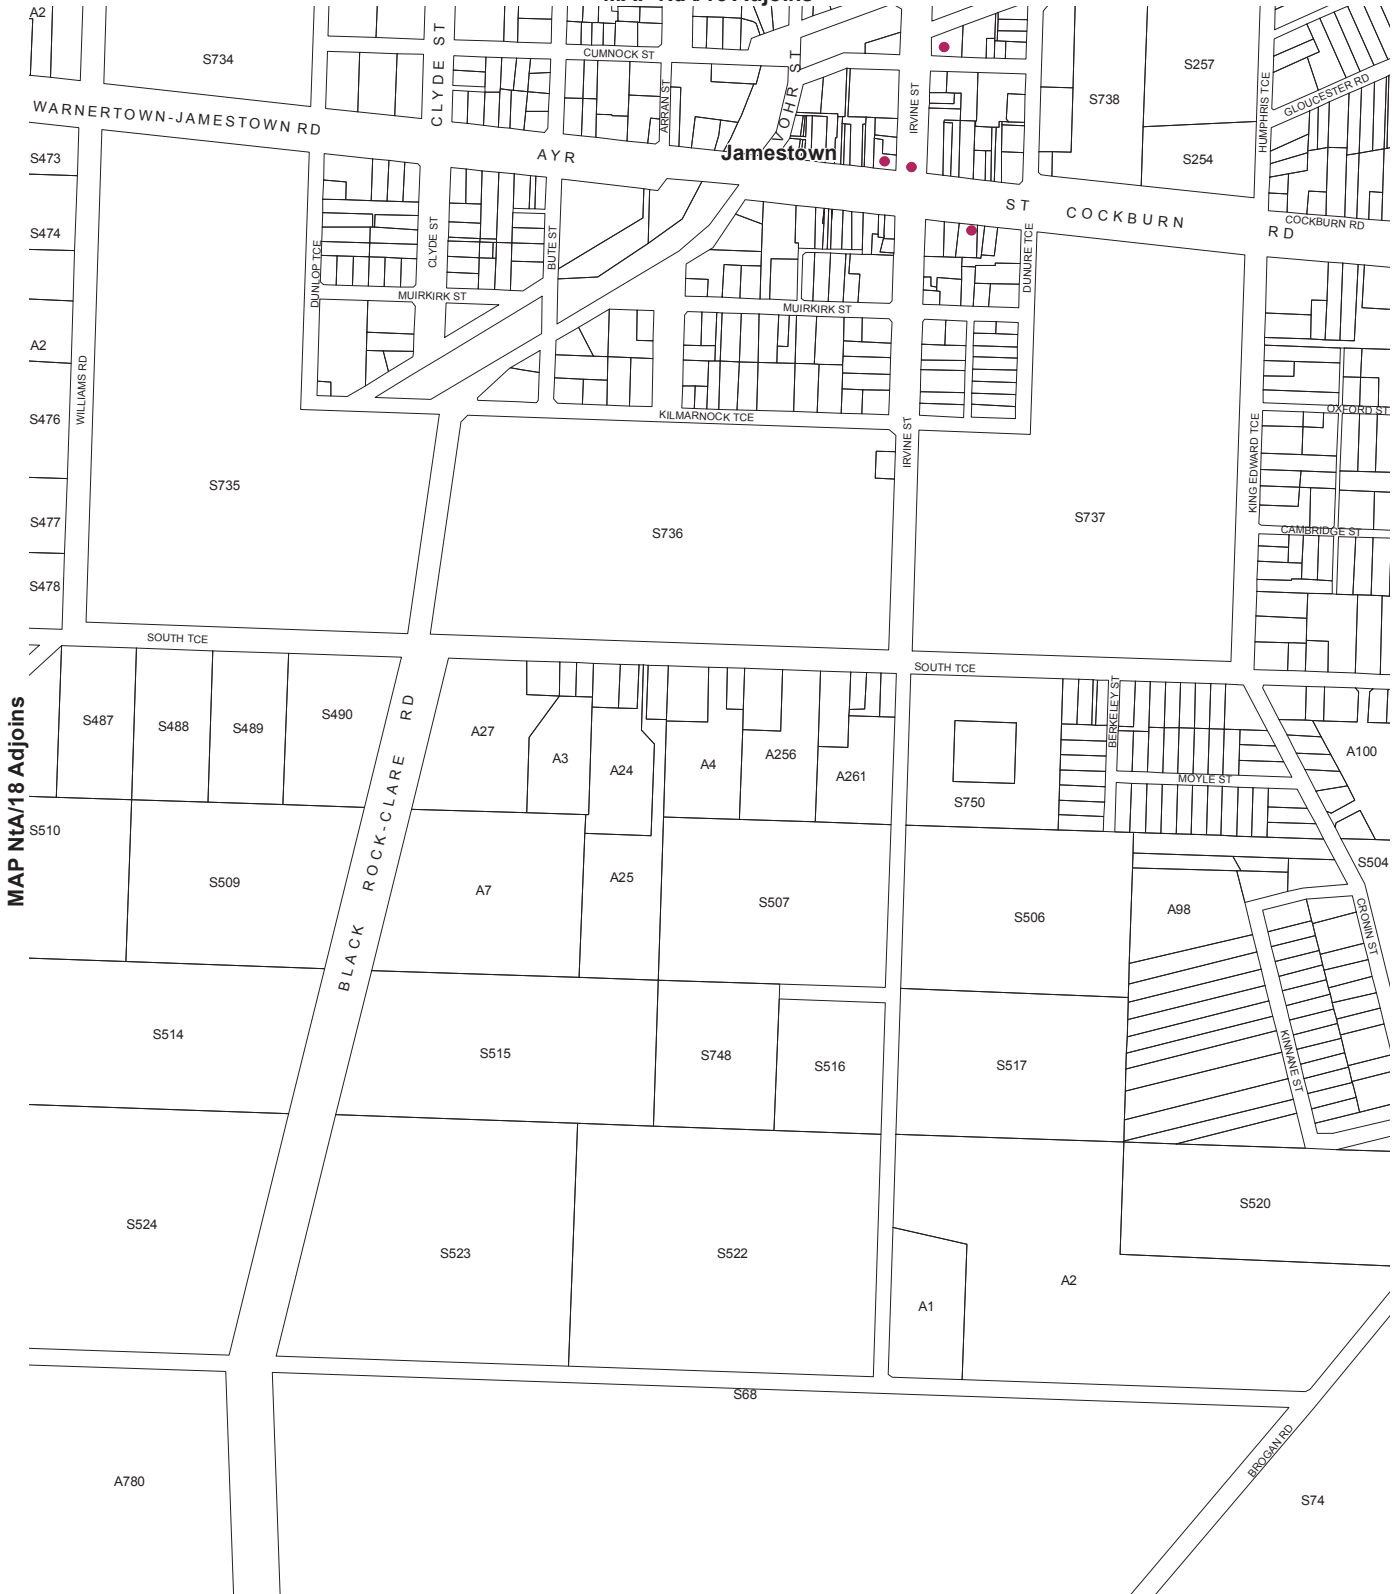 A2
S734
CUMNOCK ST
CLYDE ST
ARRAN ST
IRVINE ST
S738
S257
HUMPHRIS TCE
GLOUCESTER RD
WARNERTOWN-JAMESTOWN RD
AYR
Jamestown
S254
S473
ST COCKBURN
RD
COCKBURN RD
S474
DUNLOP TCE
CLYDE ST
BUTE ST
DUNURE TCE
MUIRKIRK ST
MUIRKIRK ST
A2
WILLIAMS RD
S476
KILMARNOCK TCE
IRVINE ST
KING EDWARD TCE
OXFORD ST
S735
S736
S737
S477
CAMBRIDGE ST
S478
SOUTH TCE
SOUTH TCE
MAP NtA/18 Adjoins
S487
S488
S489
S490
BLACK ROCK-CLARE RD
A27
A3
A24
A4
A256
A261
S750
BERKELEY ST
MOYLE ST
A100
S510
S509
A7
A25
S507
S506
A98
S504
CRONIN ST
S514
S515
S748
S516
S517
KINNANE ST
S524
S523
S522
A1
A2
S520
S68
BROGAN RD
A780
S74